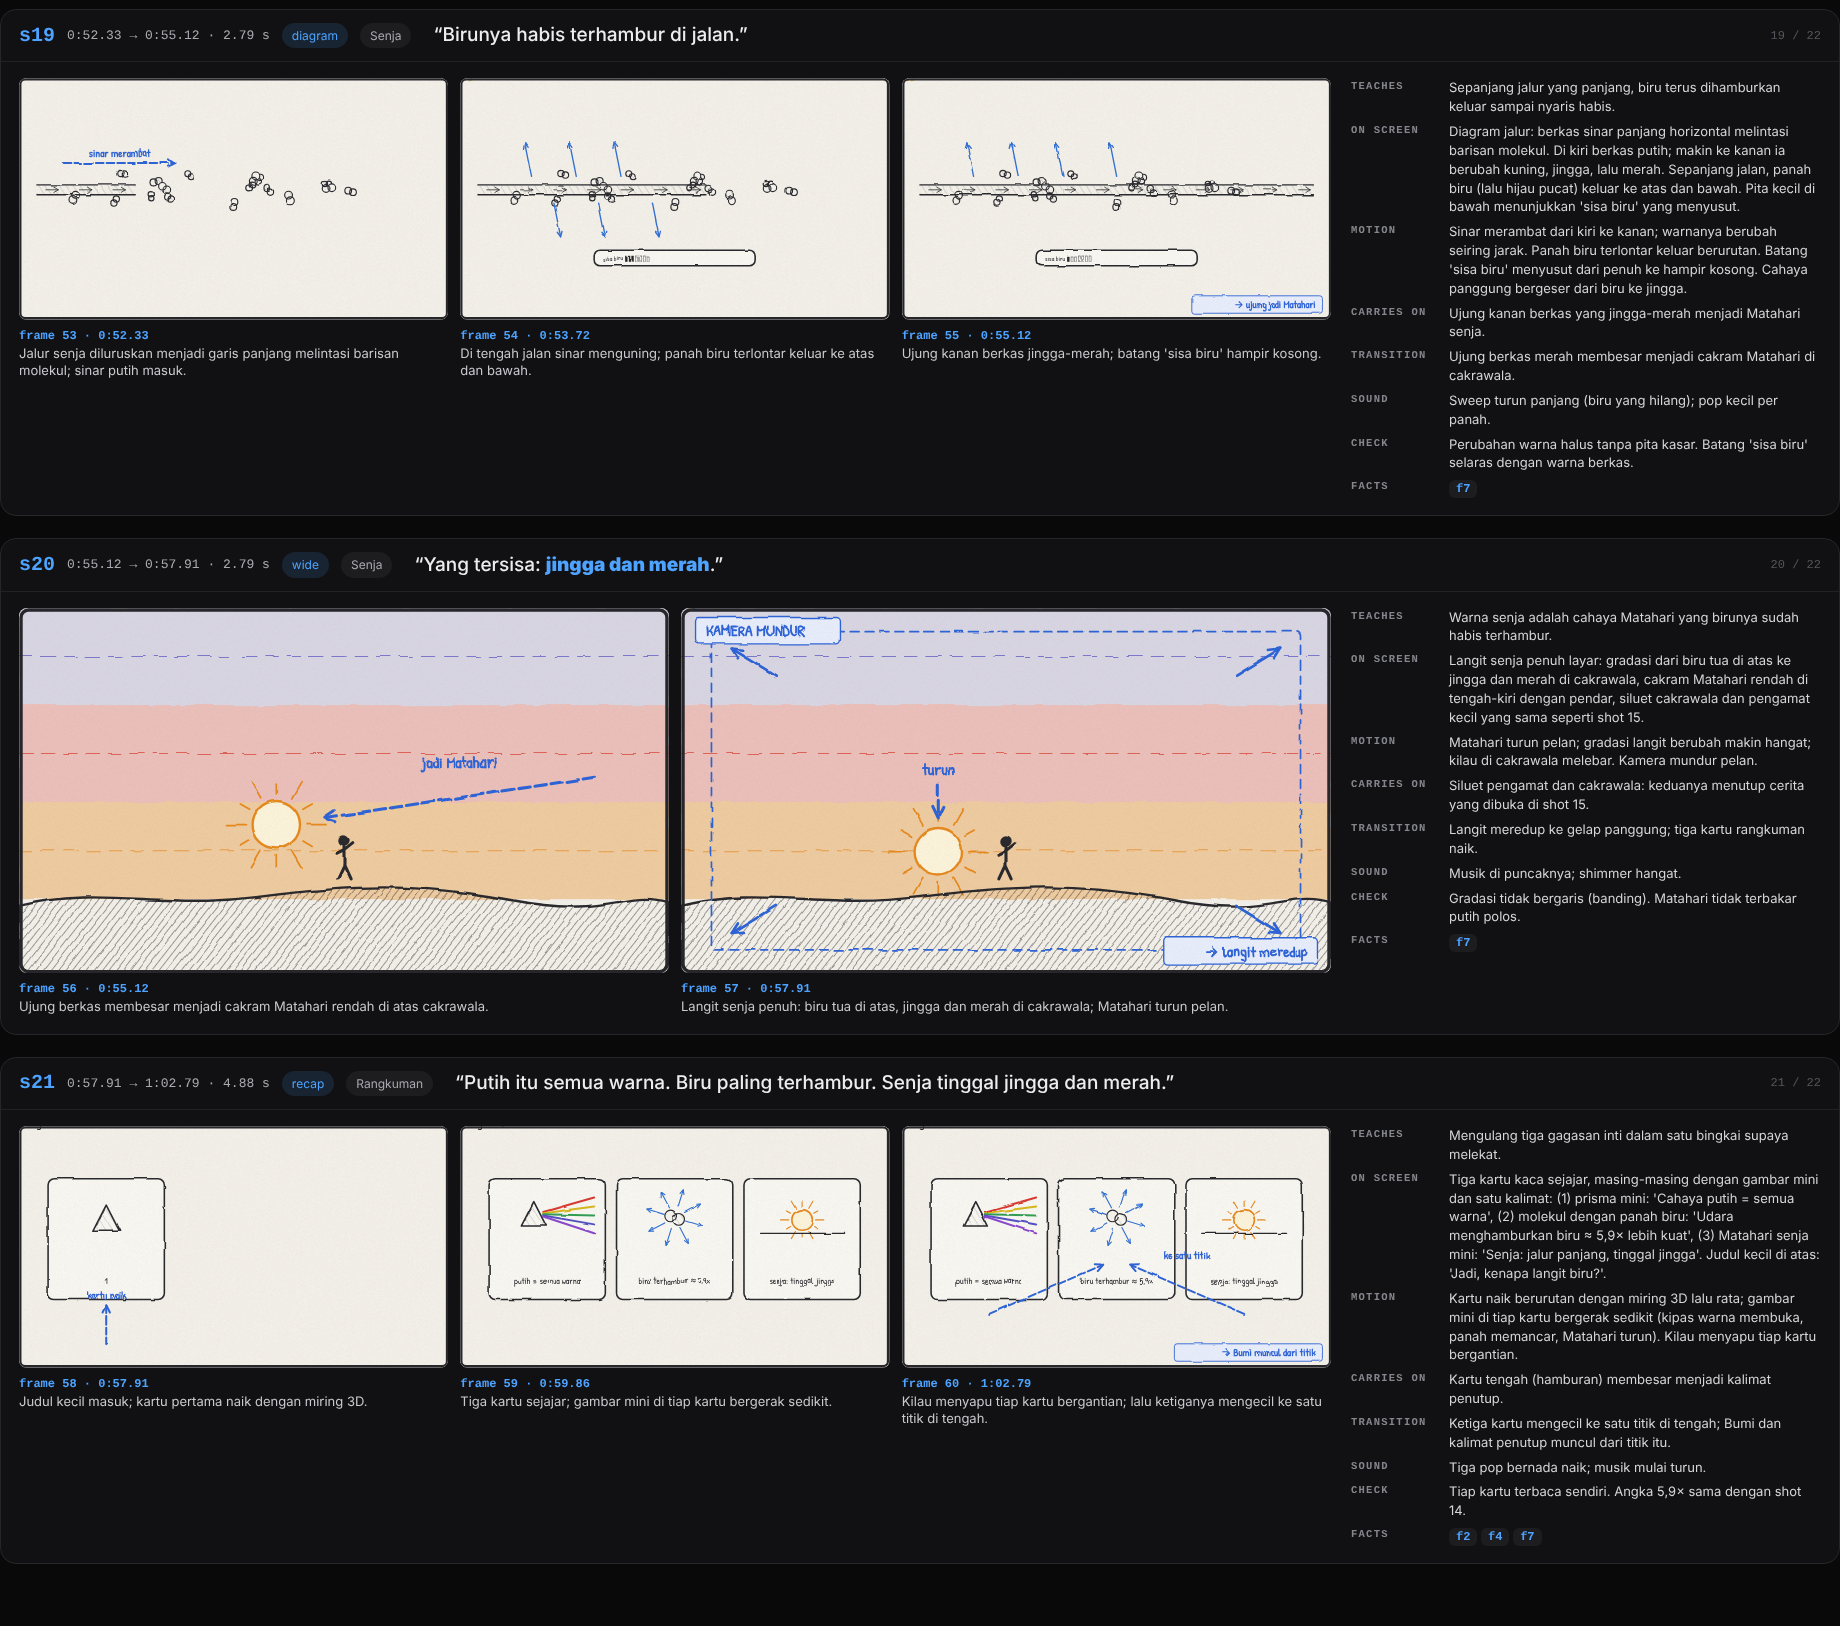 s19 0:52.33 → 0:55.12 · 2.79 s diagram Senja “Birunya habis terhambur di jalan.” 19 / 22
sinar merambat
sisa biru
sisa biru
→ ujung jadi Matahari
frame 53 · 0:52.33
Jalur senja diluruskan menjadi garis panjang melintasi barisan
molekul; sinar putih masuk.
frame 54 · 0:53.72
Di tengah jalan sinar menguning; panah biru terlontar keluar ke atas
dan bawah.
frame 55 · 0:55.12
Ujung kanan berkas jingga-merah; batang 'sisa biru' hampir kosong.
TEACHES
Sepanjang jalur yang panjang, biru terus dihamburkan
keluar sampai nyaris habis.
ON SCREEN
Diagram jalur: berkas sinar panjang horizontal melintasi
barisan molekul. Di kiri berkas putih; makin ke kanan ia
berubah kuning, jingga, lalu merah. Sepanjang jalan, panah
biru (lalu hijau pucat) keluar ke atas dan bawah. Pita kecil di
bawah menunjukkan 'sisa biru' yang menyusut.
MOTION
Sinar merambat dari kiri ke kanan; warnanya berubah
seiring jarak. Panah biru terlontar keluar berurutan. Batang
'sisa biru' menyusut dari penuh ke hampir kosong. Cahaya
panggung bergeser dari biru ke jingga.
CARRIES ON
Ujung kanan berkas yang jingga-merah menjadi Matahari
senja.
TRANSITION
Ujung berkas merah membesar menjadi cakram Matahari di
cakrawala.
SOUND
Sweep turun panjang (biru yang hilang); pop kecil per
panah.
CHECK
Perubahan warna halus tanpa pita kasar. Batang 'sisa biru'
selaras dengan warna berkas.
FACTS
f7
s20 0:55.12 → 0:57.91 · 2.79 s wide Senja “Yang tersisa: jingga dan merah.” 20 / 22
jadi Matahari
KAMERA MUNDUR
turun
→ langit meredup
frame 56 · 0:55.12
Ujung berkas membesar menjadi cakram Matahari rendah di atas cakrawala.
frame 57 · 0:57.91
Langit senja penuh: biru tua di atas, jingga dan merah di cakrawala; Matahari turun pelan.
TEACHES
Warna senja adalah cahaya Matahari yang birunya sudah
habis terhambur.
ON SCREEN
Langit senja penuh layar: gradasi dari biru tua di atas ke
jingga dan merah di cakrawala, cakram Matahari rendah di
tengah-kiri dengan pendar, siluet cakrawala dan pengamat
kecil yang sama seperti shot 15.
MOTION
Matahari turun pelan; gradasi langit berubah makin hangat;
kilau di cakrawala melebar. Kamera mundur pelan.
CARRIES ON
Siluet pengamat dan cakrawala: keduanya menutup cerita
yang dibuka di shot 15.
TRANSITION
Langit meredup ke gelap panggung; tiga kartu rangkuman
naik.
SOUND
Musik di puncaknya; shimmer hangat.
CHECK
Gradasi tidak bergaris (banding). Matahari tidak terbakar
putih polos.
FACTS
f7
s21 0:57.91 → 1:02.79 · 4.88 s recap Rangkuman “Putih itu semua warna. Biru paling terhambur. Senja tinggal jingga dan merah.” 21 / 22
1
kartu naik
putih = semua warna
biru terhambur ≈ 5,9×
senja: tinggal jingga
ke satu titik
putih = semua warna
biru terhambur ≈ 5,9×
senja: tinggal jingga
→ Bumi muncul dari titik
frame 58 · 0:57.91
Judul kecil masuk; kartu pertama naik dengan miring 3D.
frame 59 · 0:59.86
Tiga kartu sejajar; gambar mini di tiap kartu bergerak sedikit.
frame 60 · 1:02.79
Kilau menyapu tiap kartu bergantian; lalu ketiganya mengecil ke satu
titik di tengah.
TEACHES
Mengulang tiga gagasan inti dalam satu bingkai supaya
melekat.
ON SCREEN
Tiga kartu kaca sejajar, masing-masing dengan gambar mini
dan satu kalimat: (1) prisma mini: 'Cahaya putih = semua
warna', (2) molekul dengan panah biru: 'Udara
menghamburkan biru ≈ 5,9× lebih kuat', (3) Matahari senja
mini: 'Senja: jalur panjang, tinggal jingga'. Judul kecil di atas:
'Jadi, kenapa langit biru?'.
MOTION
Kartu naik berurutan dengan miring 3D lalu rata; gambar
mini di tiap kartu bergerak sedikit (kipas warna membuka,
panah memancar, Matahari turun). Kilau menyapu tiap kartu
bergantian.
CARRIES ON
Kartu tengah (hamburan) membesar menjadi kalimat
penutup.
TRANSITION
Ketiga kartu mengecil ke satu titik di tengah; Bumi dan
kalimat penutup muncul dari titik itu.
SOUND
Tiga pop bernada naik; musik mulai turun.
CHECK
Tiap kartu terbaca sendiri. Angka 5,9× sama dengan shot
14.
FACTS
f2 f4 f7